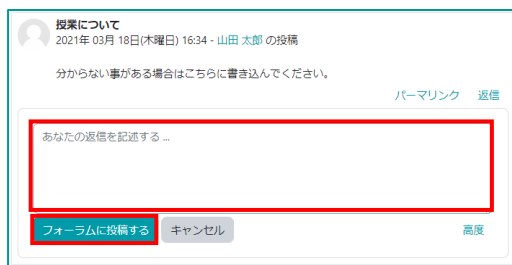 授業について
2021年 03月 18日(木曜日) 16:34 - 山田 太郎 の投稿
分からない事がある場合はこちらに書き込んでください。
パーマリンク 返信
あなたの返信を記述する ...
フォーラムに投稿する キャンセル 高度